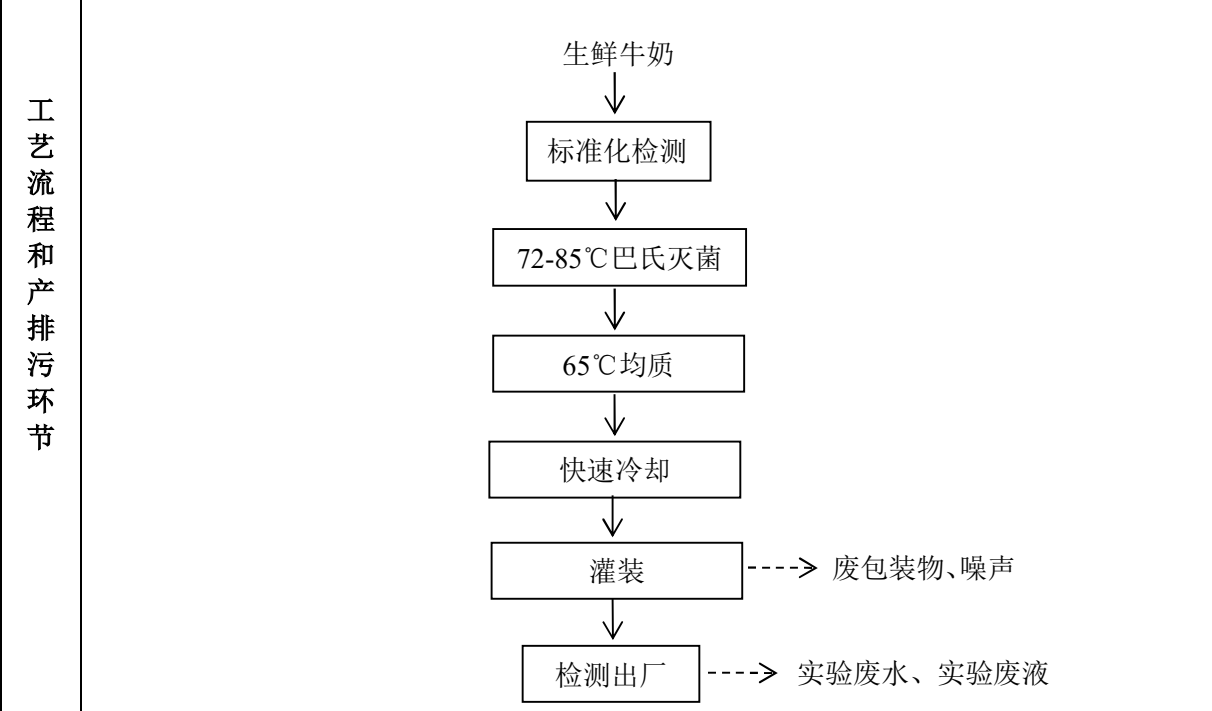 工艺流程和产排污环节
生鲜牛奶
标准化检测
72-85℃巴氏灭菌
65℃均质
快速冷却
灌装
废包装物、噪声
检测出厂
实验废水、实验废液